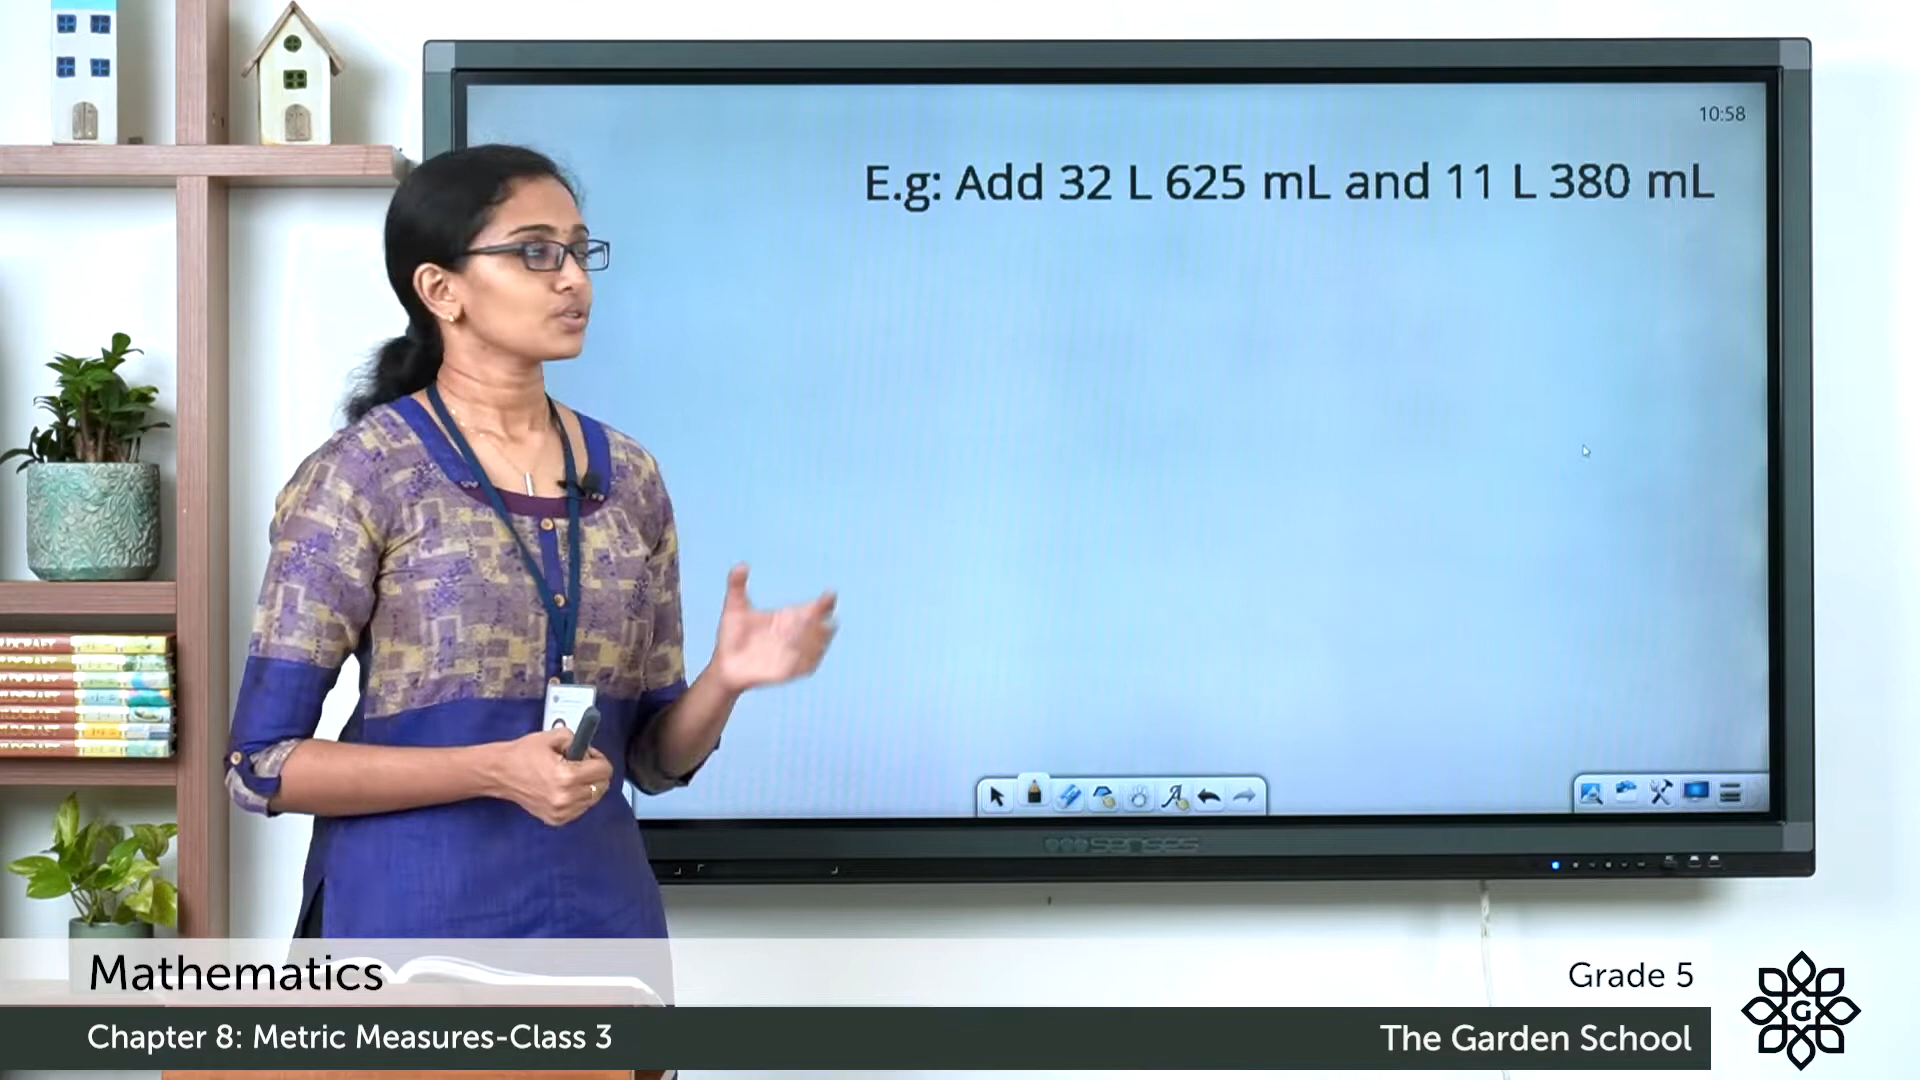 10:58
E.g: Add 32 L 625 mL and 11 L 380 mL
senses
Mathematics
Grade 5
Chapter 8: Metric Measures-Class 3
The Garden School
G